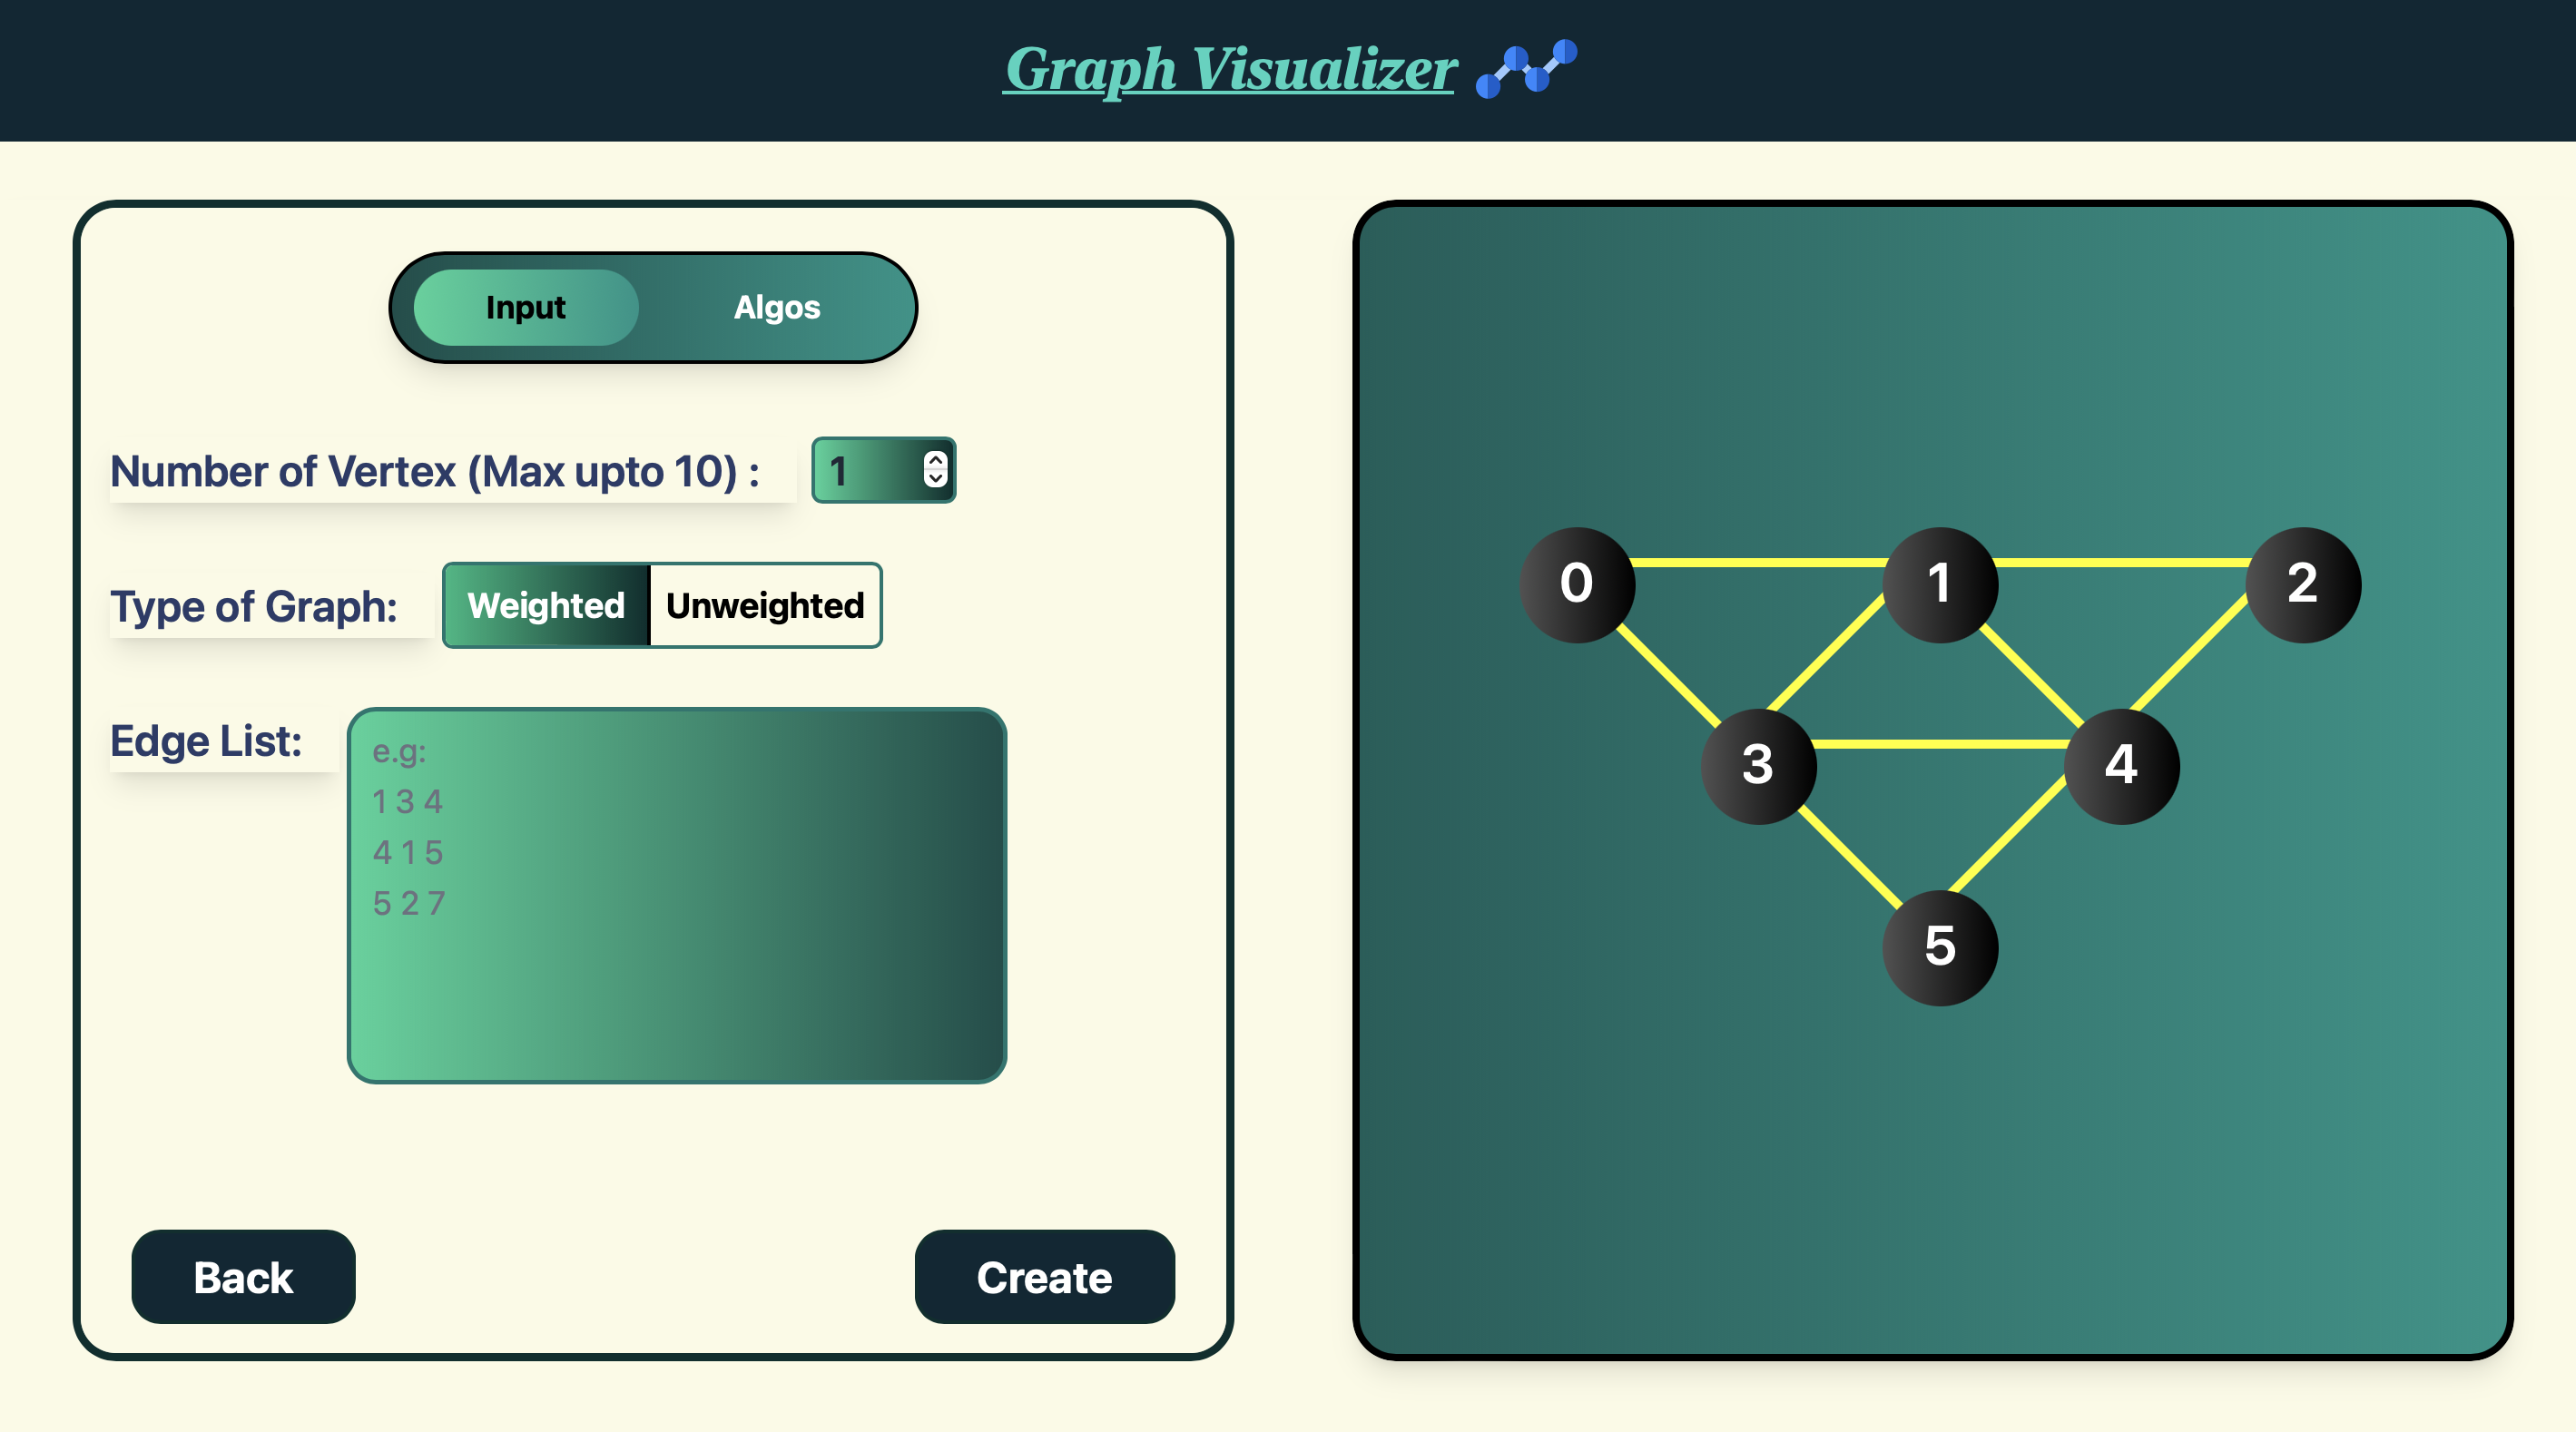 Graph Visualizer
Input Algos
Number of Vertex (Max upto 10) : 1
Type of Graph: Weighted Unweighted
Edge List:
e.g:
1 3 4
4 1 5
5 2 7
Back Create
0 1 2
3 4
5